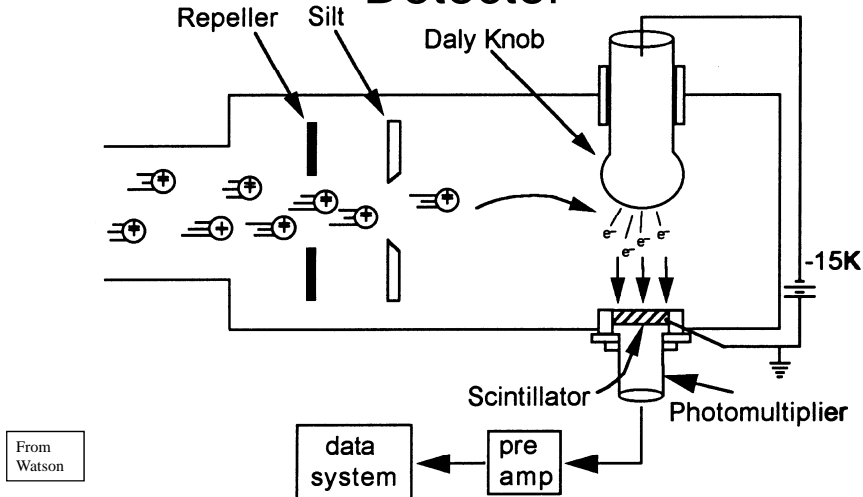 Detector
Repeller
Silt
Daly Knob
e- e- e- e-
-15K
Scintillator
Photomultiplier
data
system
pre
amp
From
Watson